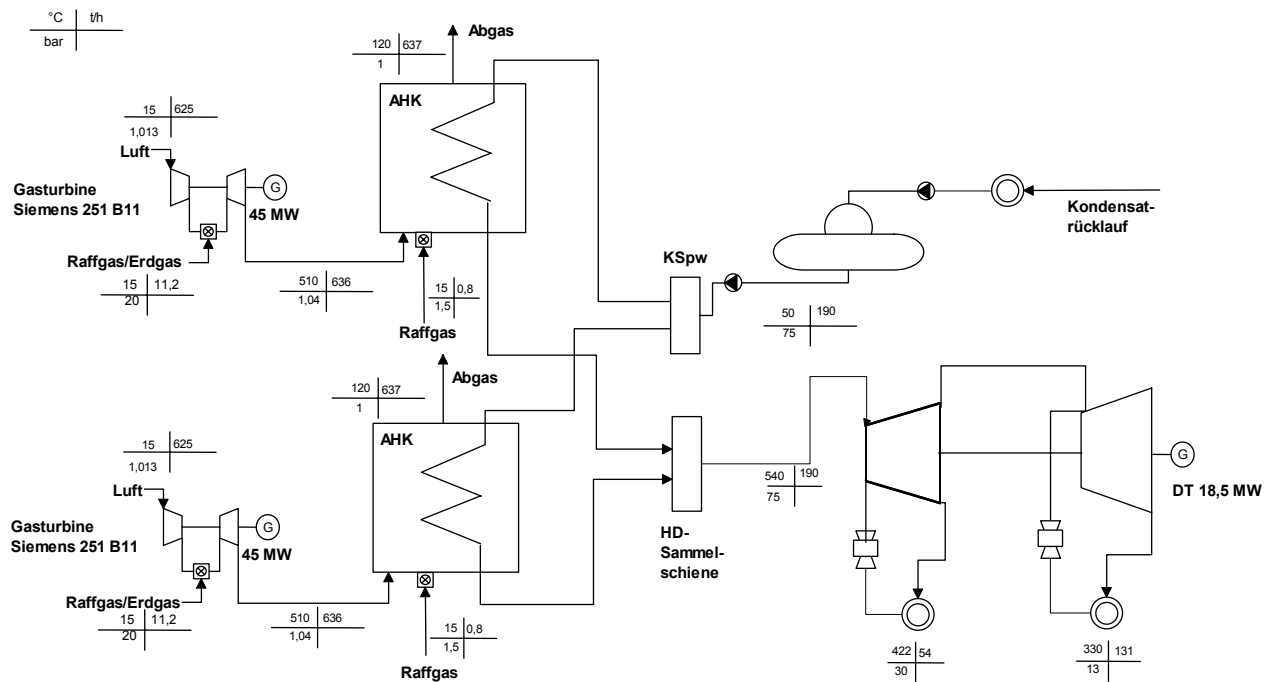 °C t/h
bar
120 637
1
Abgas
AHK
15 625
1,013
Luft
G
Gasturbine
Siemens 251 B11
45 MW
Raffgas/Erdgas
15 11,2
20
510 636
1,04
15 0,8
1,5
Raffgas
Kondensat-
rücklauf
KSpw
50 190
75
120 637
1
Abgas
AHK
15 625
1,013
Luft
G
Gasturbine
Siemens 251 B11
45 MW
Raffgas/Erdgas
15 11,2
20
510 636
1,04
15 0,8
1,5
Raffgas
HD-
Sammel-
schiene
540 190
75
G
DT 18,5 MW
422 54
30
330 131
13